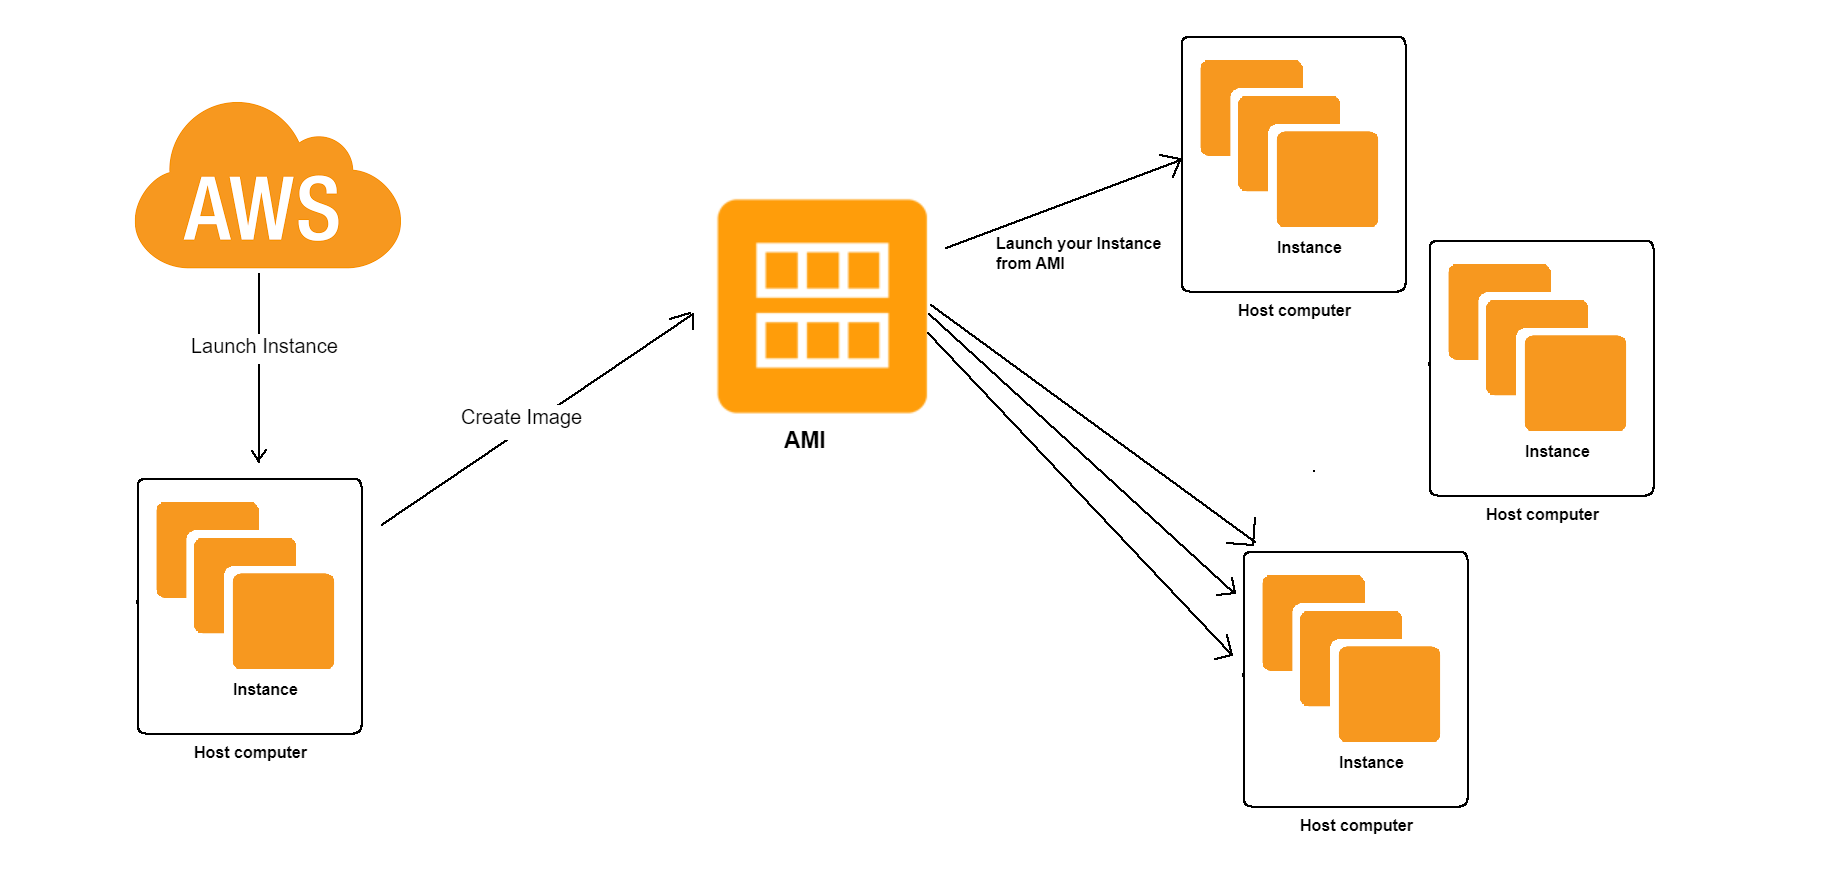 AWS
Launch Instance
Instance
Host computer
Create Image
AMI
Launch your Instance
from AMI
Instance
Host computer
Instance
Host computer
Instance
Host computer